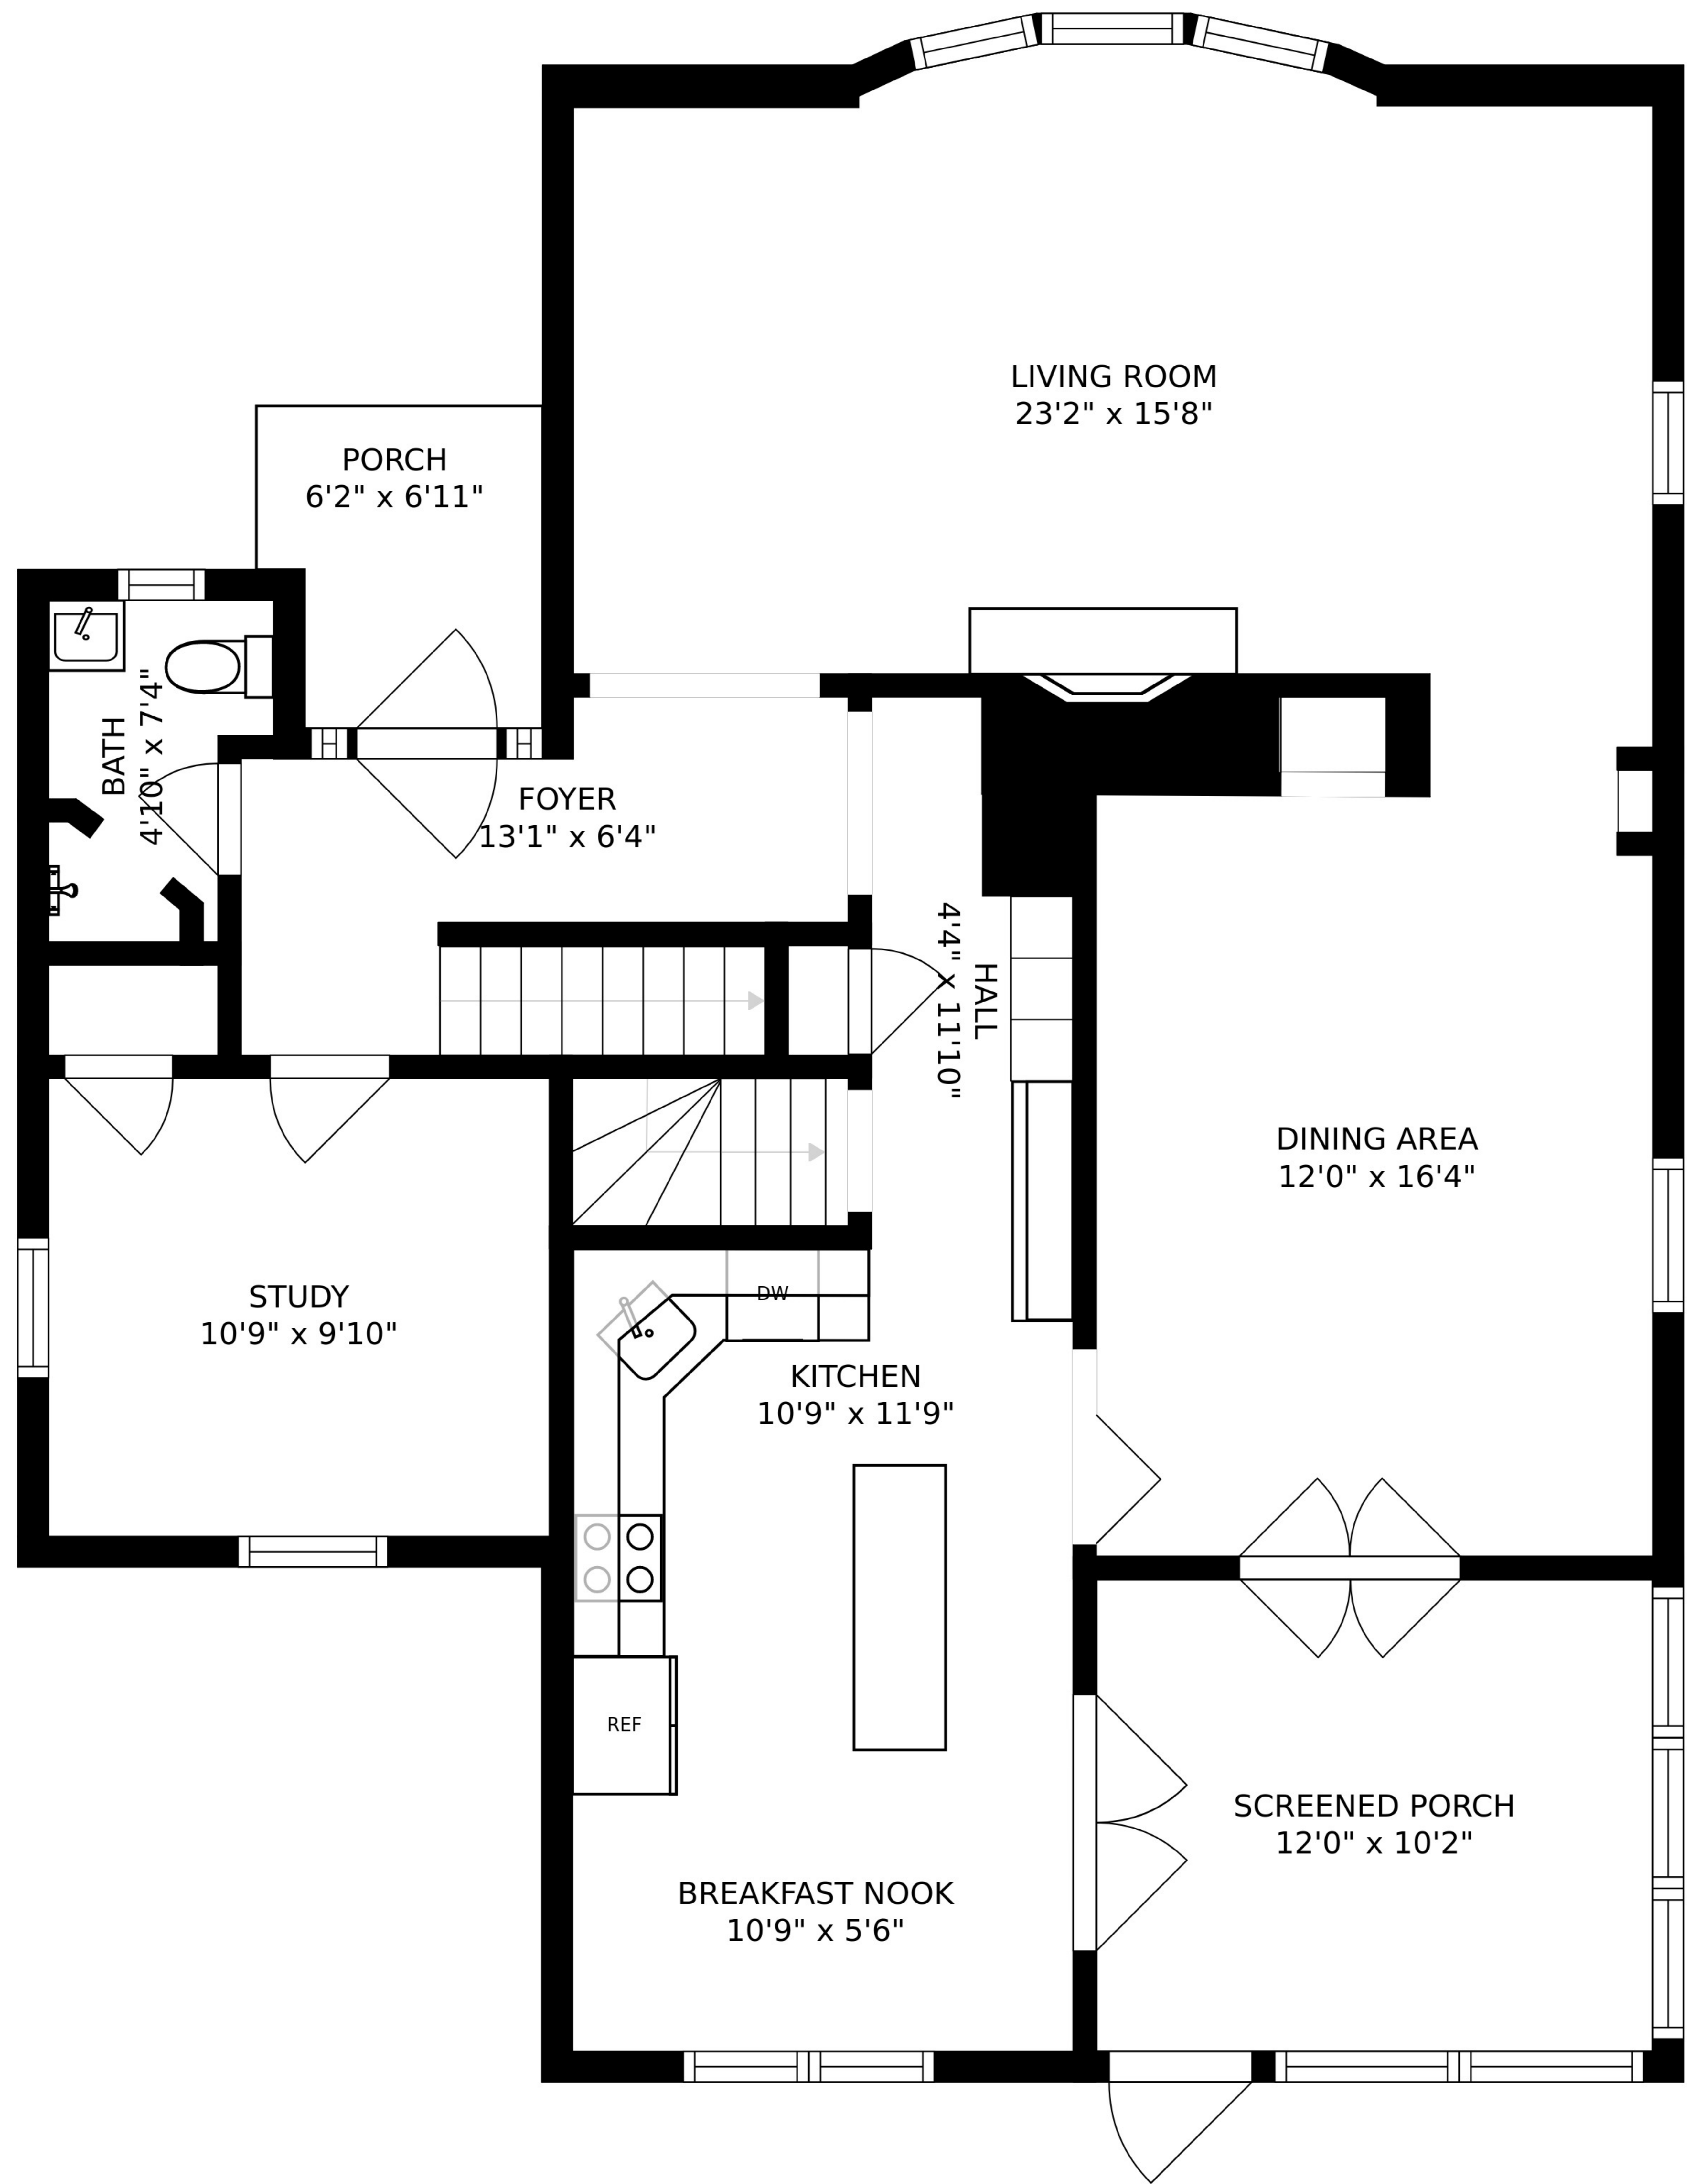 LIVING ROOM
23'2" x 15'8"
PORCH
6'2" x 6'11"
BATH
4'10" x 7'4"
FOYER
13'1" x 6'4"
HALL
4'4" x 11'10"
DINING AREA
12'0" x 16'4"
STUDY
10'9" x 9'10"
DW
KITCHEN
10'9" x 11'9"
REF
SCREENED PORCH
12'0" x 10'2"
BREAKFAST NOOK
10'9" x 5'6"